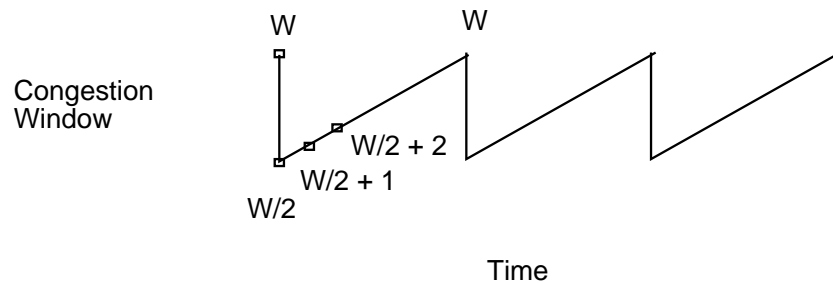 W
W
Congestion
Window
W/2 + 2
W/2 + 1
W/2
Time